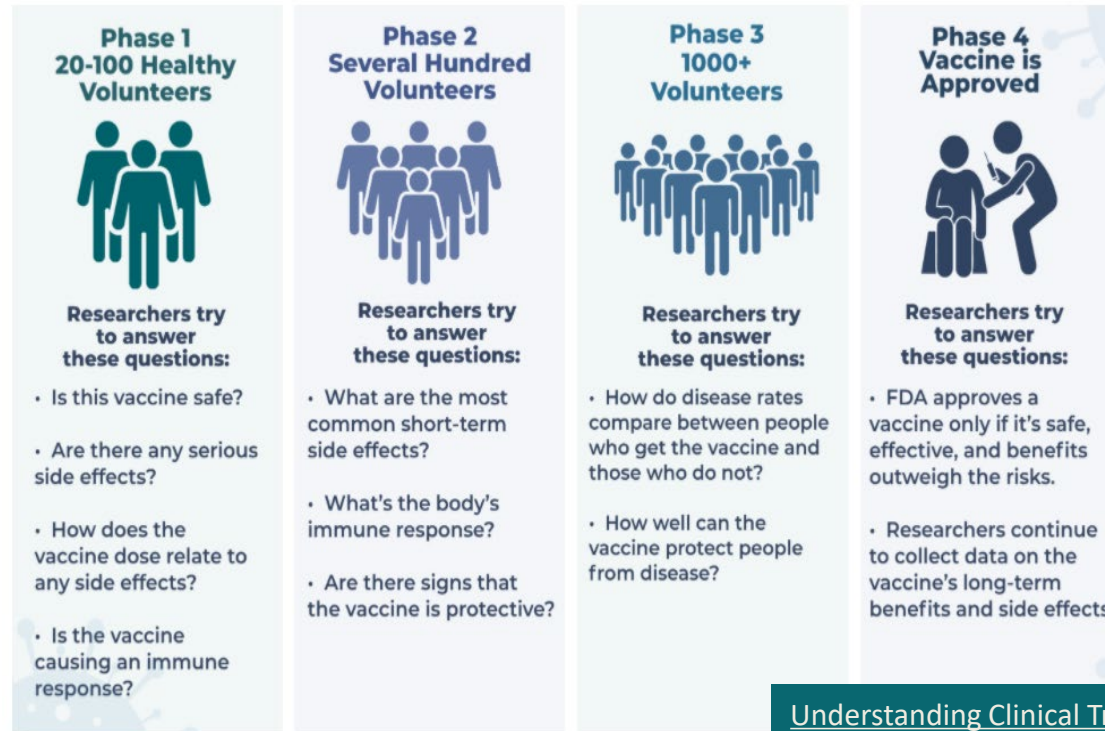 Phase 1
20-100 Healthy
Volunteers
Researchers try
to answer
these questions:
• Is this vaccine safe?
• Are there any serious
side effects?
• How does the
vaccine dose relate to
any side effects?
• Is the vaccine
causing an immune
response?
Phase 2
Several Hundred
Volunteers
Researchers try
to answer
these questions:
• What are the most
common short-term
side effects?
• What's the body's
immune response?
• Are there signs that
the vaccine is protective?
Phase 3
1000+
Volunteers
Researchers try
to answer
these questions:
• How do disease rates
compare between people
who get the vaccine and
those who do not?
• How well can the
vaccine protect people
from disease?
Phase 4
Vaccine is
Approved
Researchers try
to answer
these questions:
• FDA approves a
vaccine only if it's safe,
effective, and benefits
outweigh the risks.
• Researchers continue
to collect data on the
vaccine's long-term
benefits and side effects
Understanding Clinical